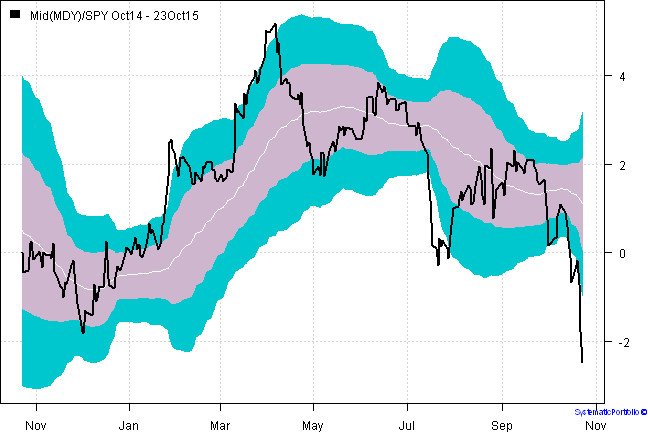 Mid(MDY)/SPY Oct14 - 23Oct15
4
2
0
-2
Nov Jan Mar May Jul Sep Nov
SystematicPortfolio ©